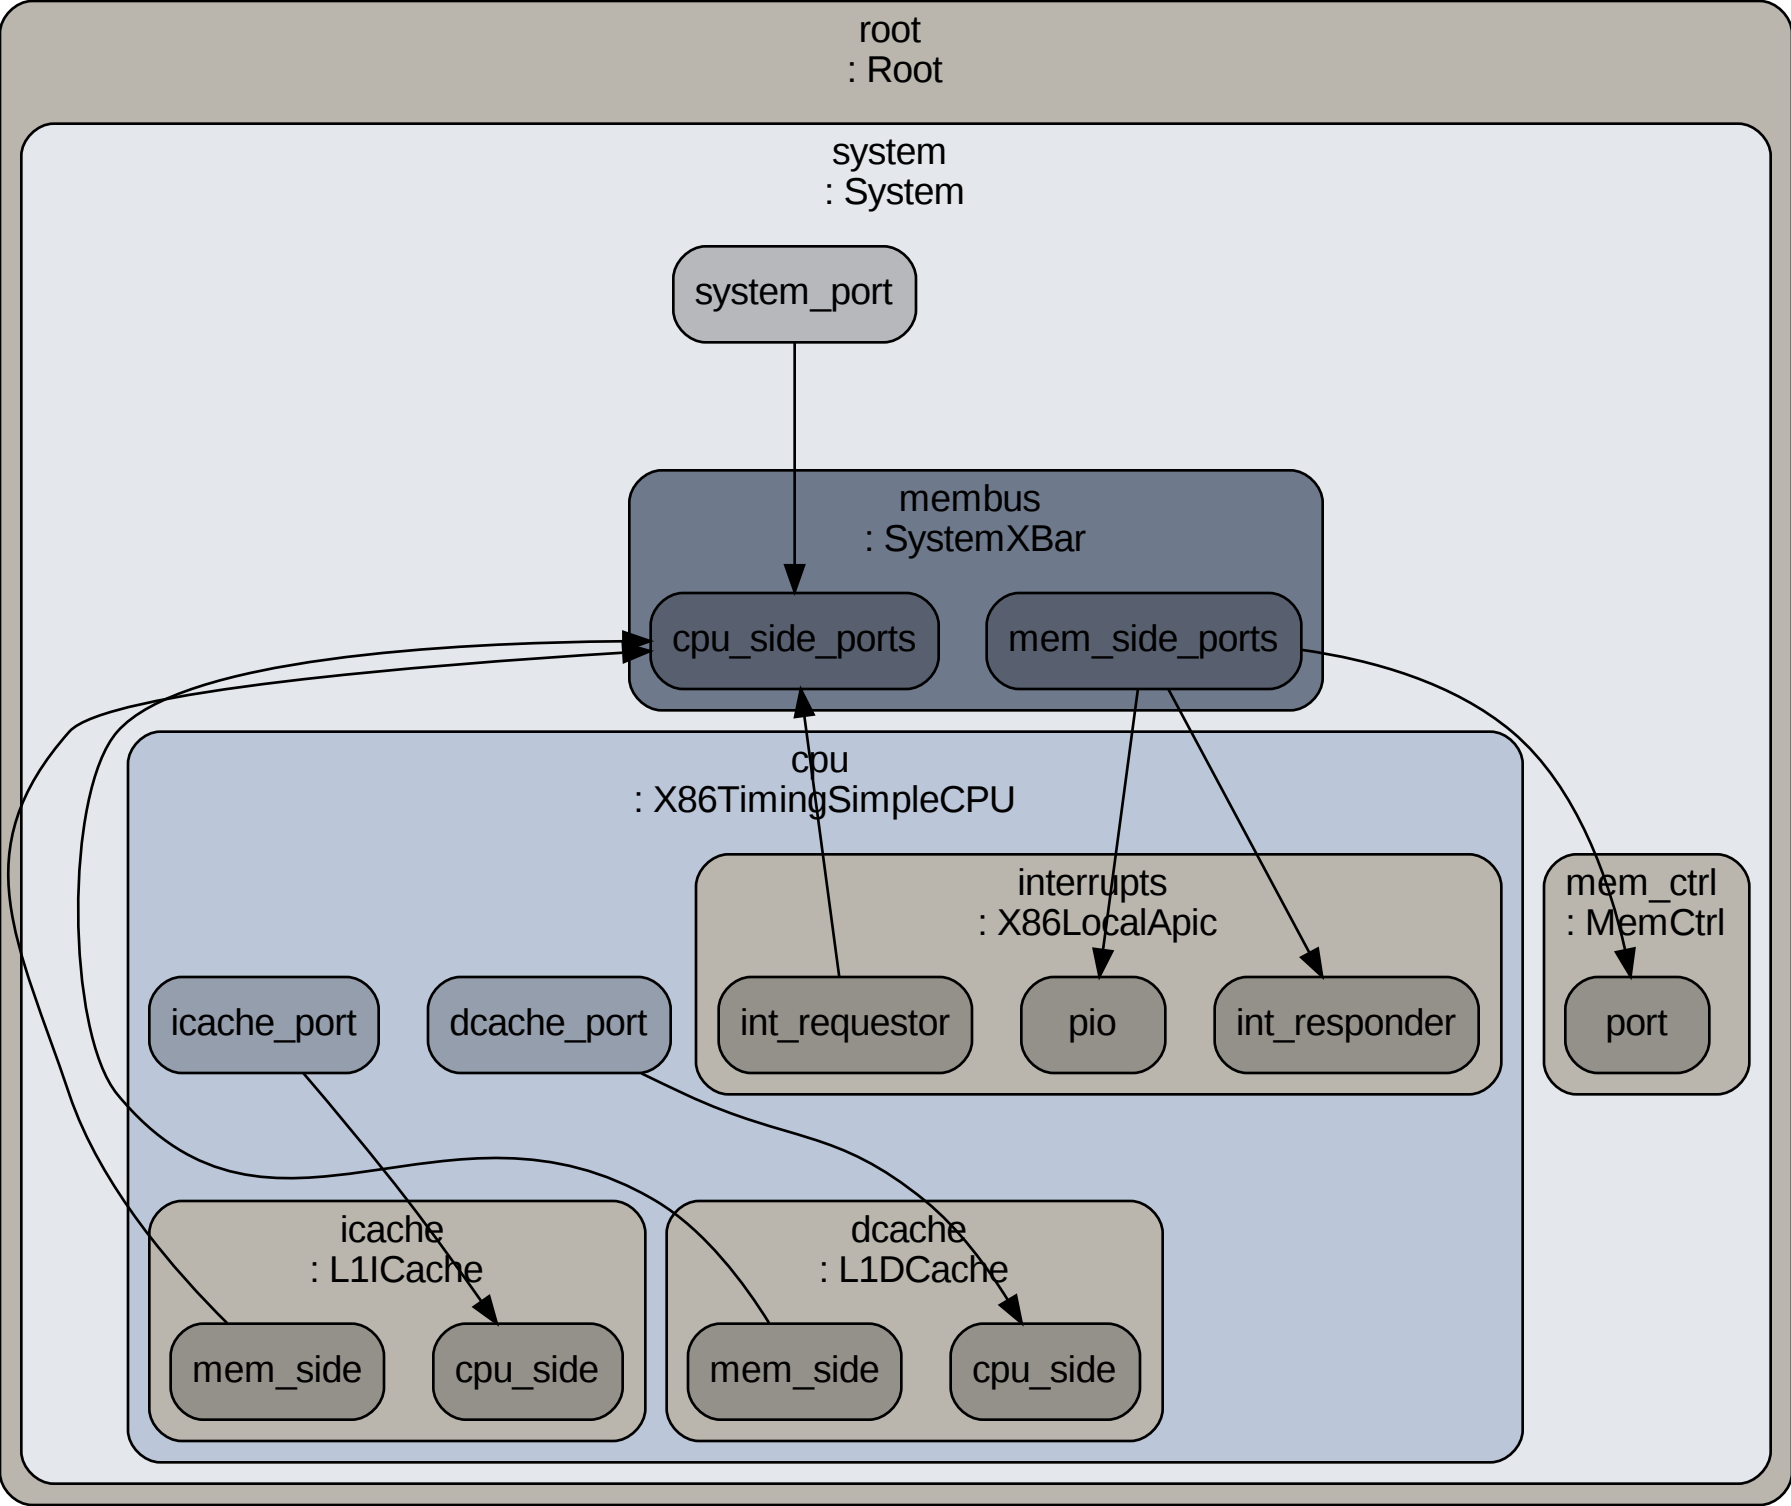 root
: Root
system
: System
system_port
membus
: SystemXBar
cpu_side_ports
mem_side_ports
cpu
: X86TimingSimpleCPU
interrupts
: X86LocalApic
mem_ctrl
: MemCtrl
icache_port
dcache_port
int_requestor
pio
int_responder
port
icache
: L1ICache
dcache
: L1DCache
mem_side
cpu_side
mem_side
cpu_side